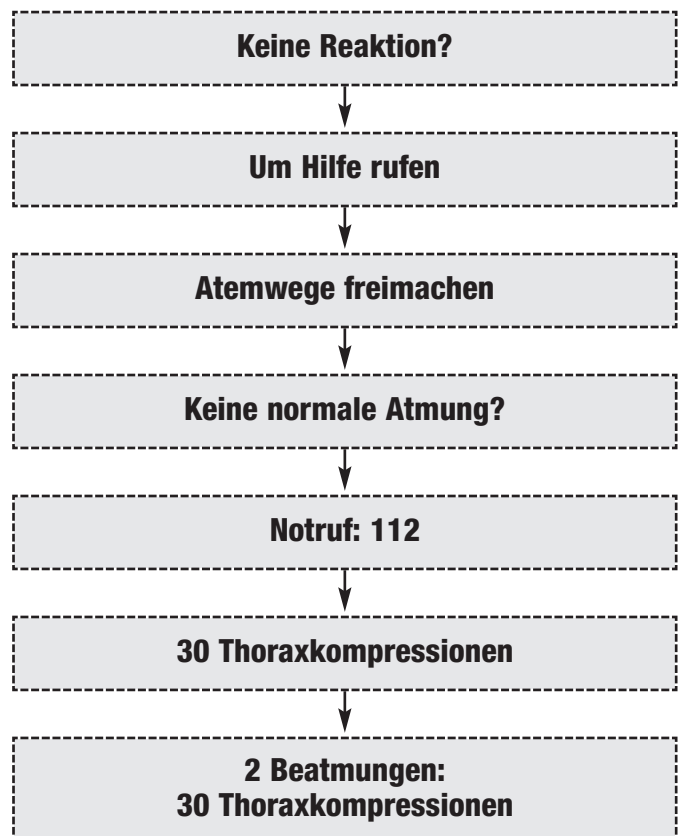 Keine Reaktion?
Um Hilfe rufen
Atemwege freimachen
Keine normale Atmung?
Notruf: 112
30 Thoraxkompressionen
2 Beatmungen:
30 Thoraxkompressionen